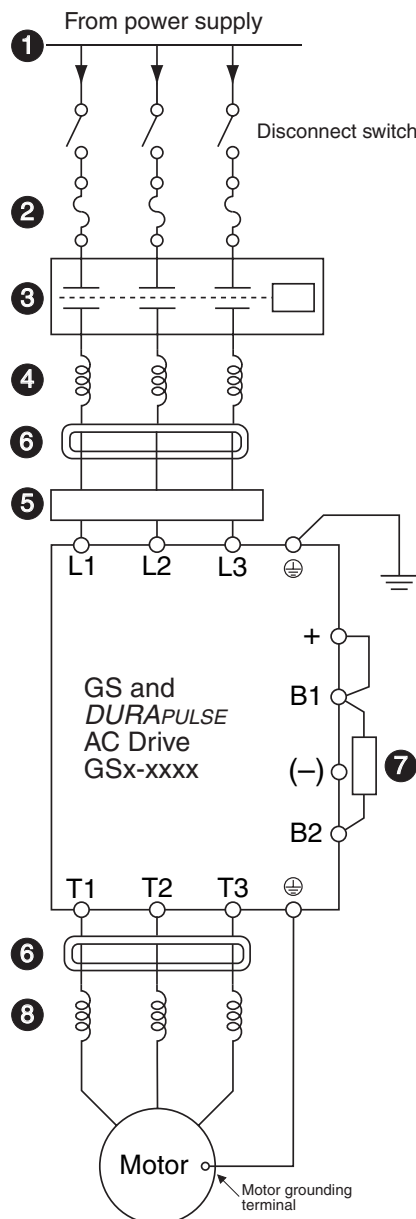 From power supply
1
Disconnect switch
2
3
4
6
5
L1 L2 L3
+
GS and
DURAPULSE
AC Drive
GSx-xxxx
B1
(–)
7
B2
T1 T2 T3
6
8
Motor
Motor grounding
terminal